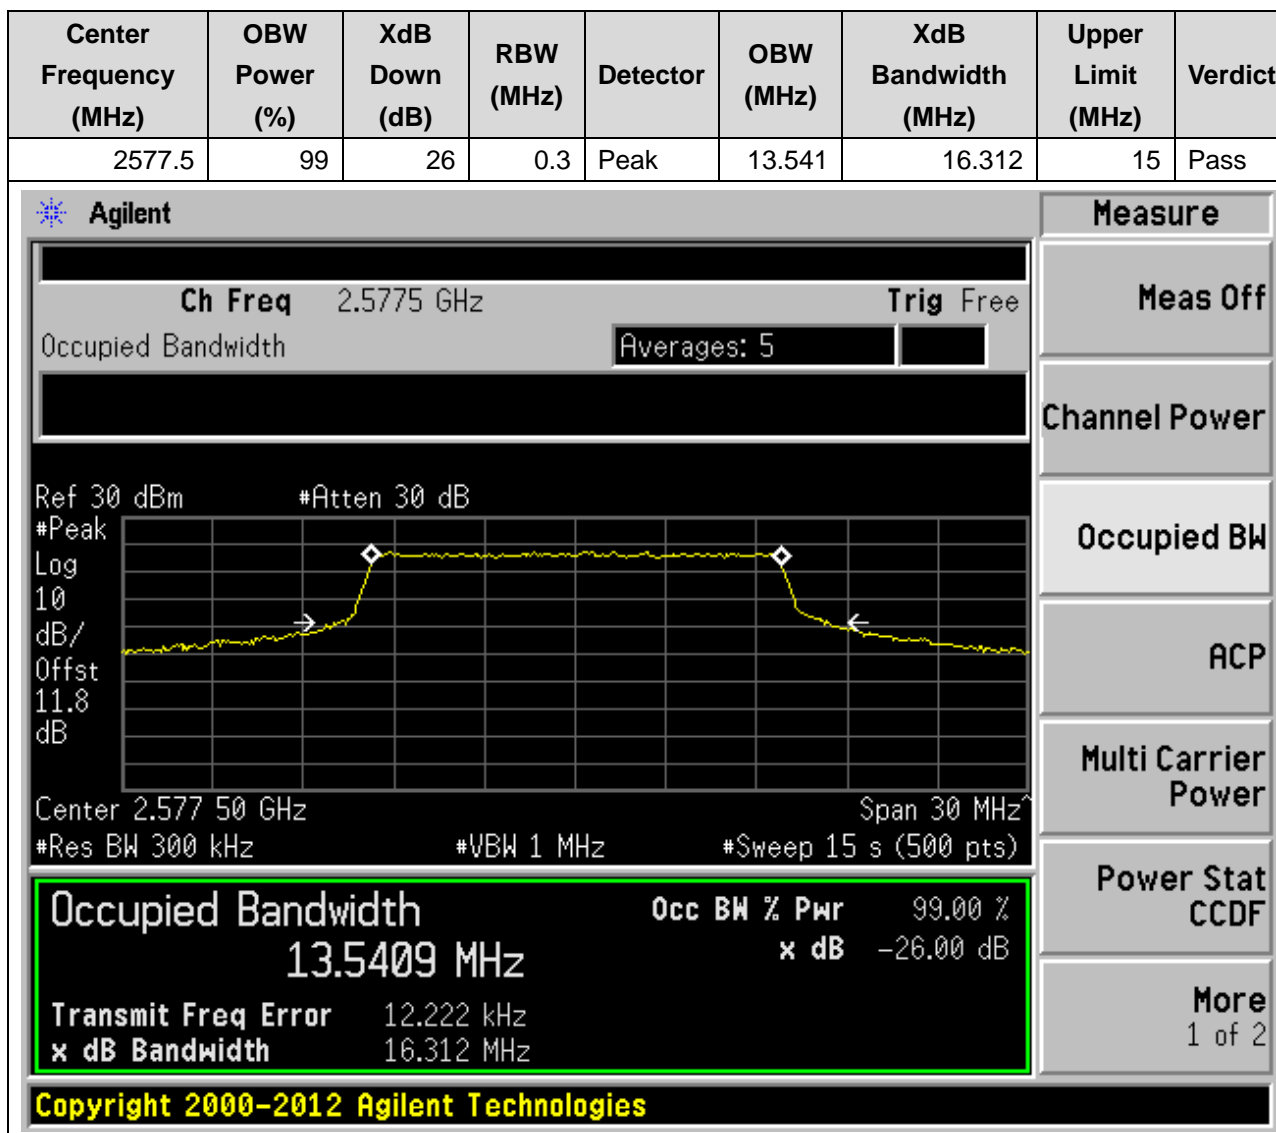 Center Frequency (MHz) OBW Power (%) XdB Down (dB) RBW (MHz) Detector OBW (MHz) XdB Bandwidth (MHz) Upper Limit (MHz) Verdict
2577.5 99 26 0.3 Peak 13.541 16.312 15 Pass
Agilent
Measure
Ch Freq 2.5775 GHz Trig Free
Occupied Bandwidth Averages: 5
Meas Off
Channel Power
Occupied BW
ACP
Multi Carrier
Power
Power Stat
CCDF
More
1 of 2
Ref 30 dBm #Atten 30 dB
#Peak
Log
10
dB/
Offst
11.8
dB
Center 2.577 50 GHz Span 30 MHz^
#Res BW 300 kHz #VBW 1 MHz #Sweep 15 s (500 pts)
Occupied Bandwidth Occ BW % Pwr 99.00 %
13.5409 MHz x dB -26.00 dB
Transmit Freq Error 12.222 kHz
x dB Bandwidth 16.312 MHz
Copyright 2000-2012 Agilent Technologies